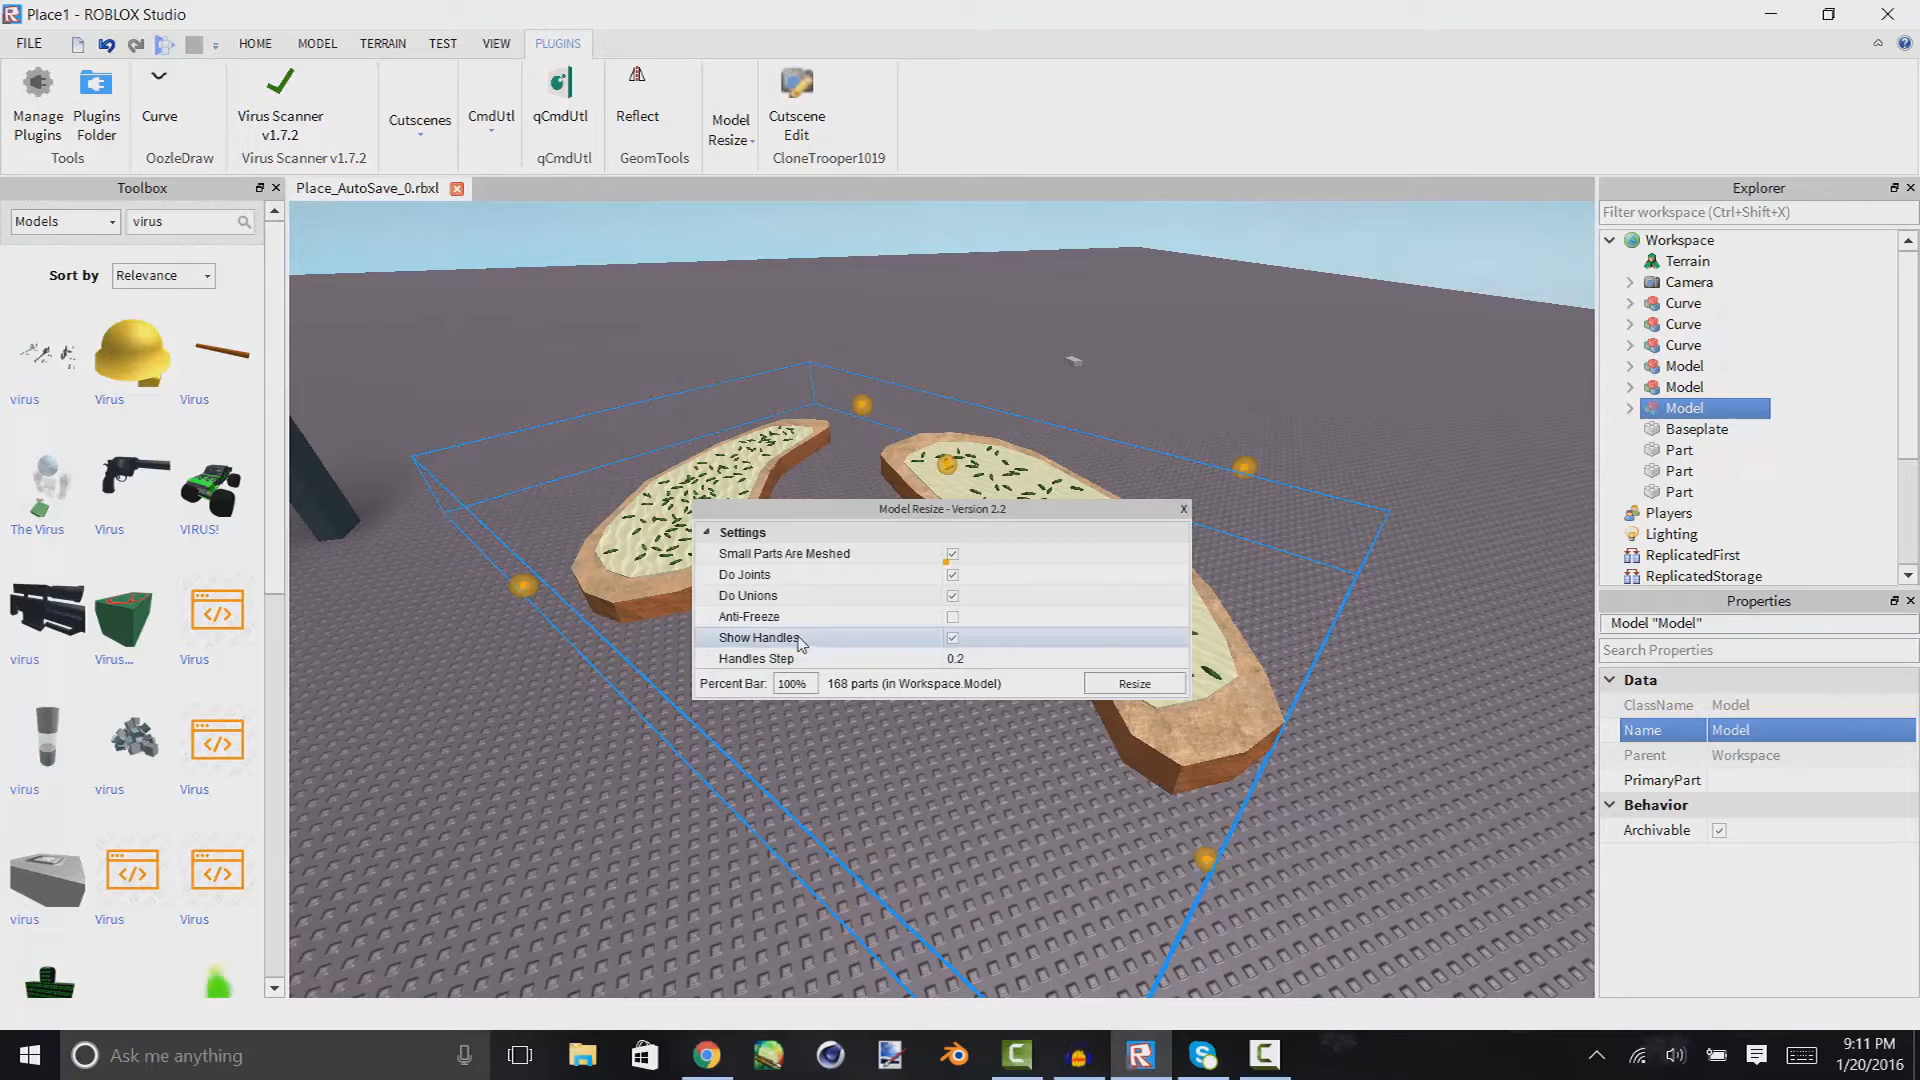 Place1 - ROBLOX Studio
FILE
HOME
MODEL
TERRAIN
TEST
VIEW
PLUGINS
Manage Plugins
Plugins Folder
Curve
Virus Scanner v1.7.2
Cutscenes
CmdUtl
qCmdUtl
Reflect
Model Resize
Cutscene Edit
Tools
OozleDraw
Virus Scanner v1.7.2
qCmdUtl
GeomTools
CloneTrooper1019
Toolbox
Place_AutoSave_0.rbxl
Explorer
Models
virus
Filter workspace (Ctrl+Shift+X)
Sort by
Relevance
virus
Virus
Virus
The Virus
Virus
VIRUS!
virus
Virus...
Virus
virus
virus
Virus
virus
Virus
Virus
Model Resize - Version 2.2
X
Settings
Small Parts Are Meshed
Do Joints
Do Unions
Anti-Freeze
Show Handles
Handles Step
0.2
Percent Bar:
100%
168 parts (in Workspace.Model)
Resize
Workspace
Terrain
Camera
Curve
Curve
Curve
Model
Model
Model
Baseplate
Part
Part
Part
Players
Lighting
ReplicatedFirst
ReplicatedStorage
Properties
Model "Model"
Search Properties
Data
ClassName
Model
Name
Model
Parent
Workspace
PrimaryPart
Behavior
Archivable
Ask me anything
9:11 PM
1/20/2016